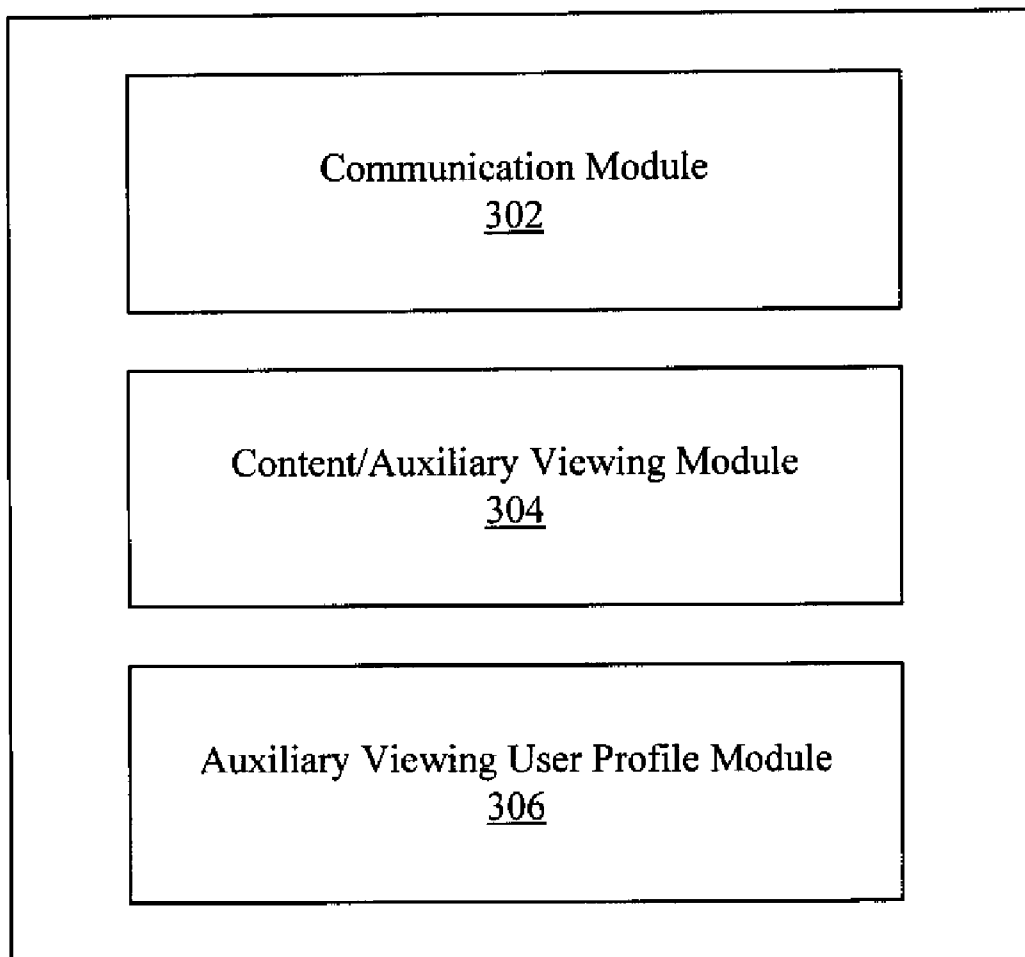 Communication Module
302
Content/Auxiliary Viewing Module
304
Auxiliary Viewing User Profile Module
306